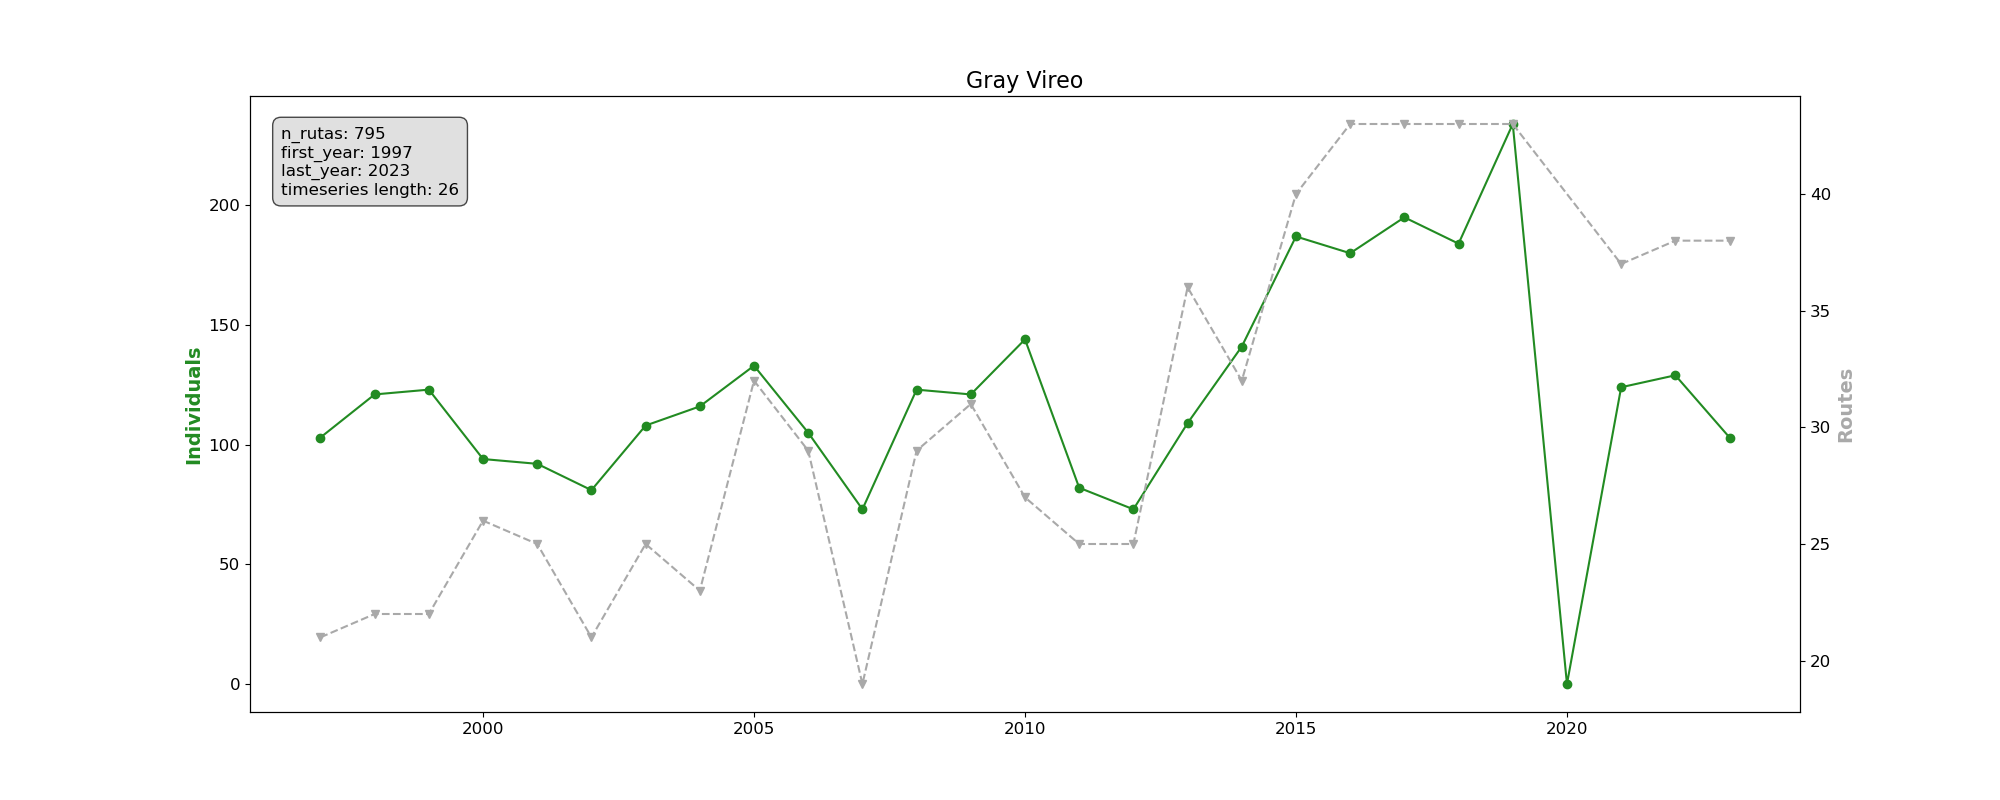 Gray Vireo
n_rutas: 795
first_year: 1997
last_year: 2023
timeseries length: 26
Individuals
200
150
100
50
0
2000
2005
2010
2015
2020
40
35
30
25
20
Routes